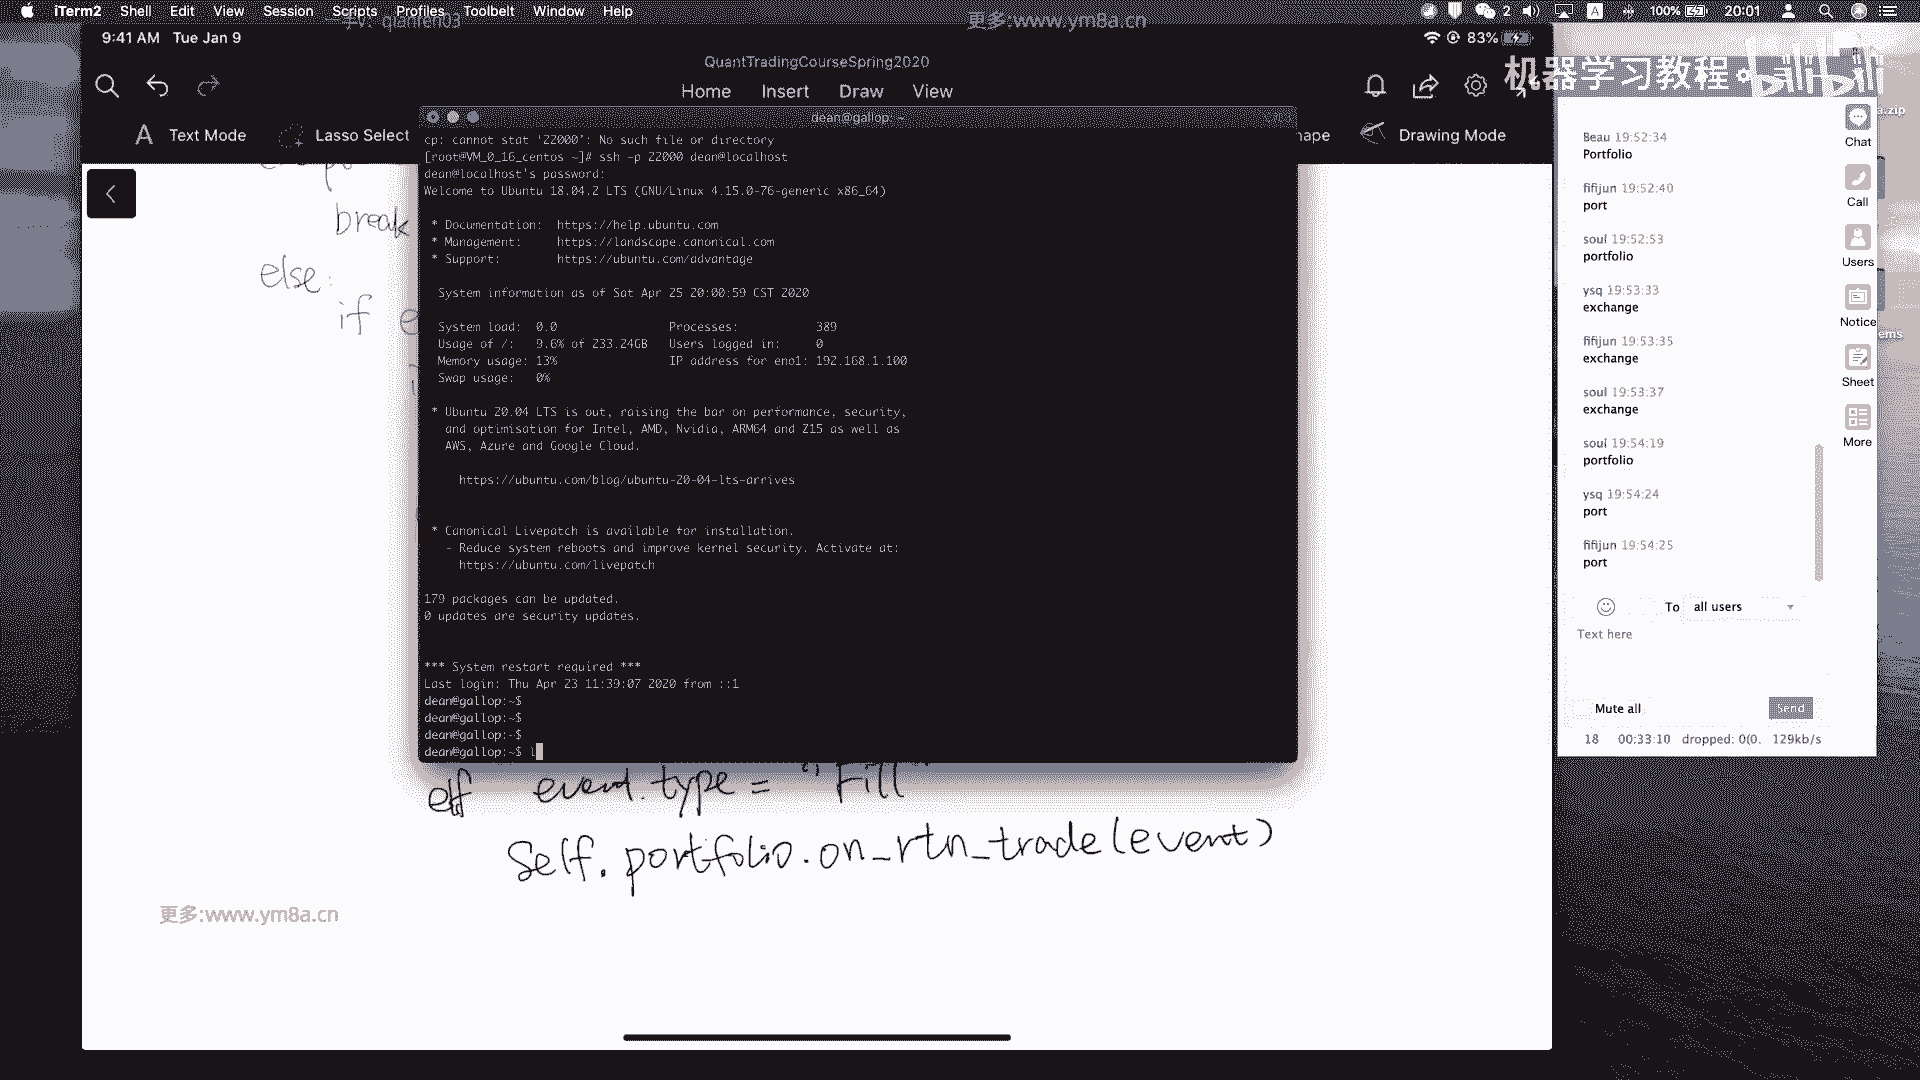 iTerm2 Shell Edit View Session Scripts Profiles Toolbelt Window Help
2 A 100% 20:01
更多:www.ym8a.cn
9:41 AM Tue Jan 9
83%
QuantTradingCourseSpring2020
机器学习教程 bilibili
Home Insert Draw View
Text Mode Lasso Select
Drawing Mode
dean@gallop: ~
cp: cannot stat '22000': No such file or directory
[root@VM_0_16_centos ~]# ssh -p 22000 dean@localhost
dean@localhost's password:
Welcome to Ubuntu 18.04.2 LTS (GNU/Linux 4.15.0-76-generic x86_64)
* Documentation: https://help.ubuntu.com
* Management: https://landscape.canonical.com
* Support: https://ubuntu.com/advantage
System information as of Sat Apr 25 20:00:59 CST 2020
System load: 0.0 Processes: 389
Usage of /: 9.6% of 233.24GB Users logged in: 0
Memory usage: 13% IP address for eno1: 192.168.1.100
Swap usage: 0%
* Ubuntu 20.04 LTS is out, raising the bar on performance, security,
and optimisation for Intel, AMD, Nvidia, ARM64 and Z15 as well as
AWS, Azure and Google Cloud.
https://ubuntu.com/blog/ubuntu-20-04-lts-arrives
* Canonical Livepatch is available for installation.
- Reduce system reboots and improve kernel security. Activate at:
https://ubuntu.com/livepatch
179 packages can be updated.
0 updates are security updates.
*** System restart required ***
Last login: Thu Apr 23 11:39:07 2020 from ::1
dean@gallop:~$
dean@gallop:~$
dean@gallop:~$
dean@gallop:~$ l
break
else:
if
elf event.type = "Fill"
self.portfolio.on_rtn_trade(event)
更多:www.ym8a.cn
a.zip
ems
Beau 19:52:34
Portfolio
fifijun 19:52:40
port
soul 19:52:53
portfolio
ysq 19:53:33
exchange
fifijun 19:53:35
exchange
soul 19:53:37
exchange
soul 19:54:19
portfolio
ysq 19:54:24
port
fifijun 19:54:25
port
To all users
Text here
Mute all Send
18 00:33:10 dropped: 0(0. 129kb/s
Chat
Call
Users
Notice
Sheet
More